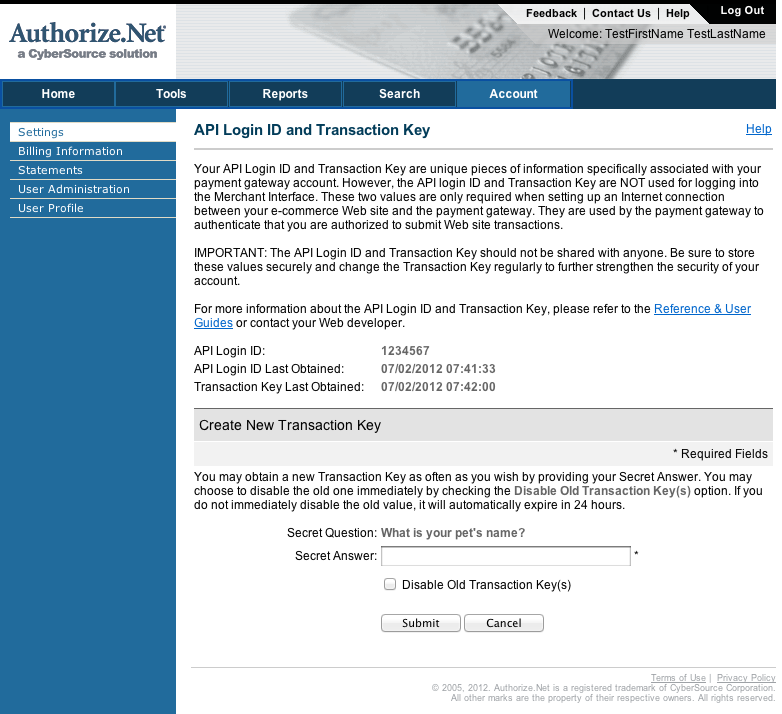 Authorize.Net
a CyberSource solution
Feedback | Contact Us | Help
Log Out
Welcome: TestFirstName TestLastName
Home Tools Reports Search Account
Settings
Billing Information
Statements
User Administration
User Profile
API Login ID and Transaction Key
Help
Your API Login ID and Transaction Key are unique pieces of information specifically associated with your
payment gateway account. However, the API login ID and Transaction Key are NOT used for logging into
the Merchant Interface. These two values are only required when setting up an Internet connection
between your e-commerce Web site and the payment gateway. They are used by the payment gateway to
authenticate that you are authorized to submit Web site transactions.
IMPORTANT: The API Login ID and Transaction Key should not be shared with anyone. Be sure to store
these values securely and change the Transaction Key regularly to further strengthen the security of your
account.
For more information about the API Login ID and Transaction Key, please refer to the Reference & User
Guides or contact your Web developer.
API Login ID: 1234567
API Login ID Last Obtained: 07/02/2012 07:41:33
Transaction Key Last Obtained: 07/02/2012 07:42:00
Create New Transaction Key
* Required Fields
You may obtain a new Transaction Key as often as you wish by providing your Secret Answer. You may
choose to disable the old one immediately by checking the Disable Old Transaction Key(s) option. If you
do not immediately disable the old value, it will automatically expire in 24 hours.
Secret Question: What is your pet's name?
Secret Answer: *
Disable Old Transaction Key(s)
Submit Cancel
Terms of Use | Privacy Policy
© 2005, 2012. Authorize.Net is a registered trademark of CyberSource Corporation.
All other marks are the property of their respective owners. All rights reserved.